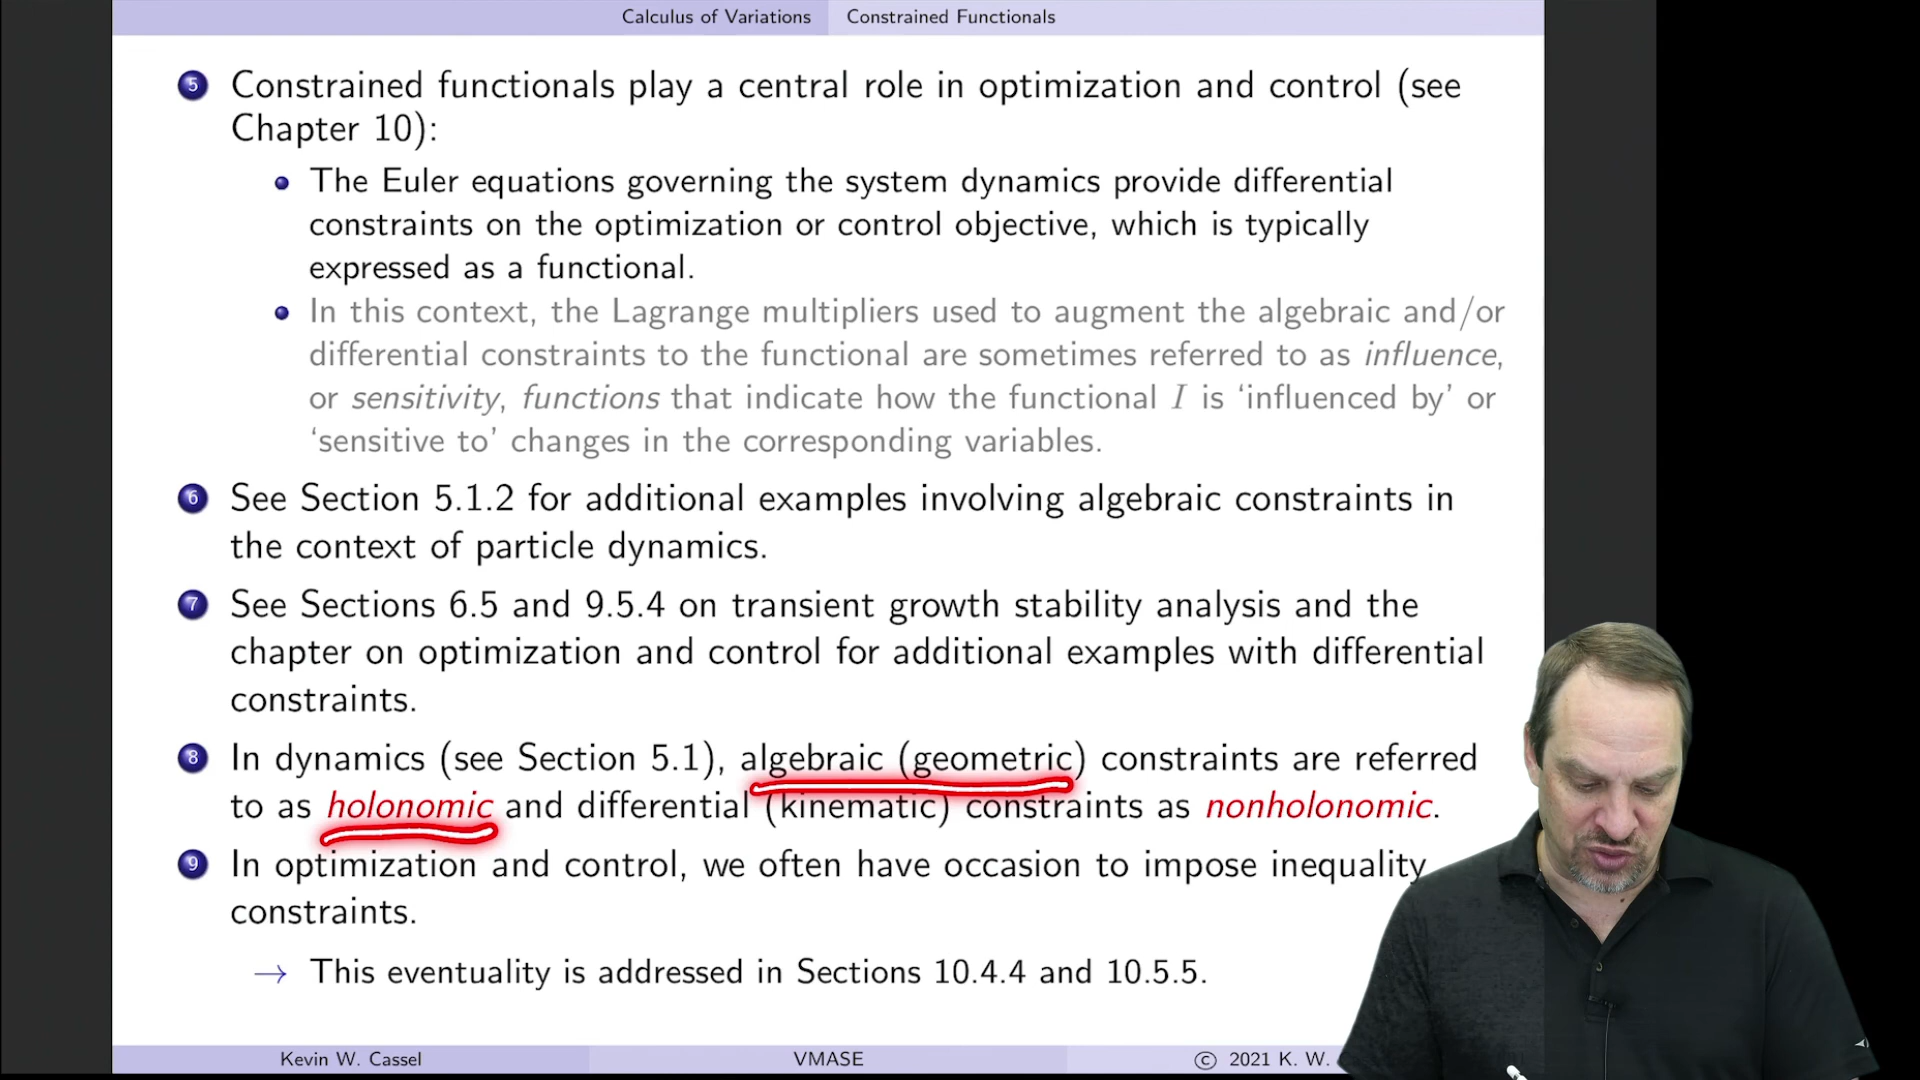 Calculus of Variations Constrained Functionals
5 Constrained functionals play a central role in optimization and control (see
Chapter 10):
• The Euler equations governing the system dynamics provide differential
constraints on the optimization or control objective, which is typically
expressed as a functional.
• In this context, the Lagrange multipliers used to augment the algebraic and/or
differential constraints to the functional are sometimes referred to as influence,
or sensitivity, functions that indicate how the functional I is ‘influenced by’ or
‘sensitive to’ changes in the corresponding variables.
6 See Section 5.1.2 for additional examples involving algebraic constraints in
the context of particle dynamics.
7 See Sections 6.5 and 9.5.4 on transient growth stability analysis and the
chapter on optimization and control for additional examples with differential
constraints.
8 In dynamics (see Section 5.1), algebraic (geometric) constraints are referred
to as holonomic and differential (kinematic) constraints as nonholonomic.
9 In optimization and control, we often have occasion to impose inequality
constraints.
→ This eventuality is addressed in Sections 10.4.4 and 10.5.5.
Kevin W. Cassel VMASE © 2021 K. W.